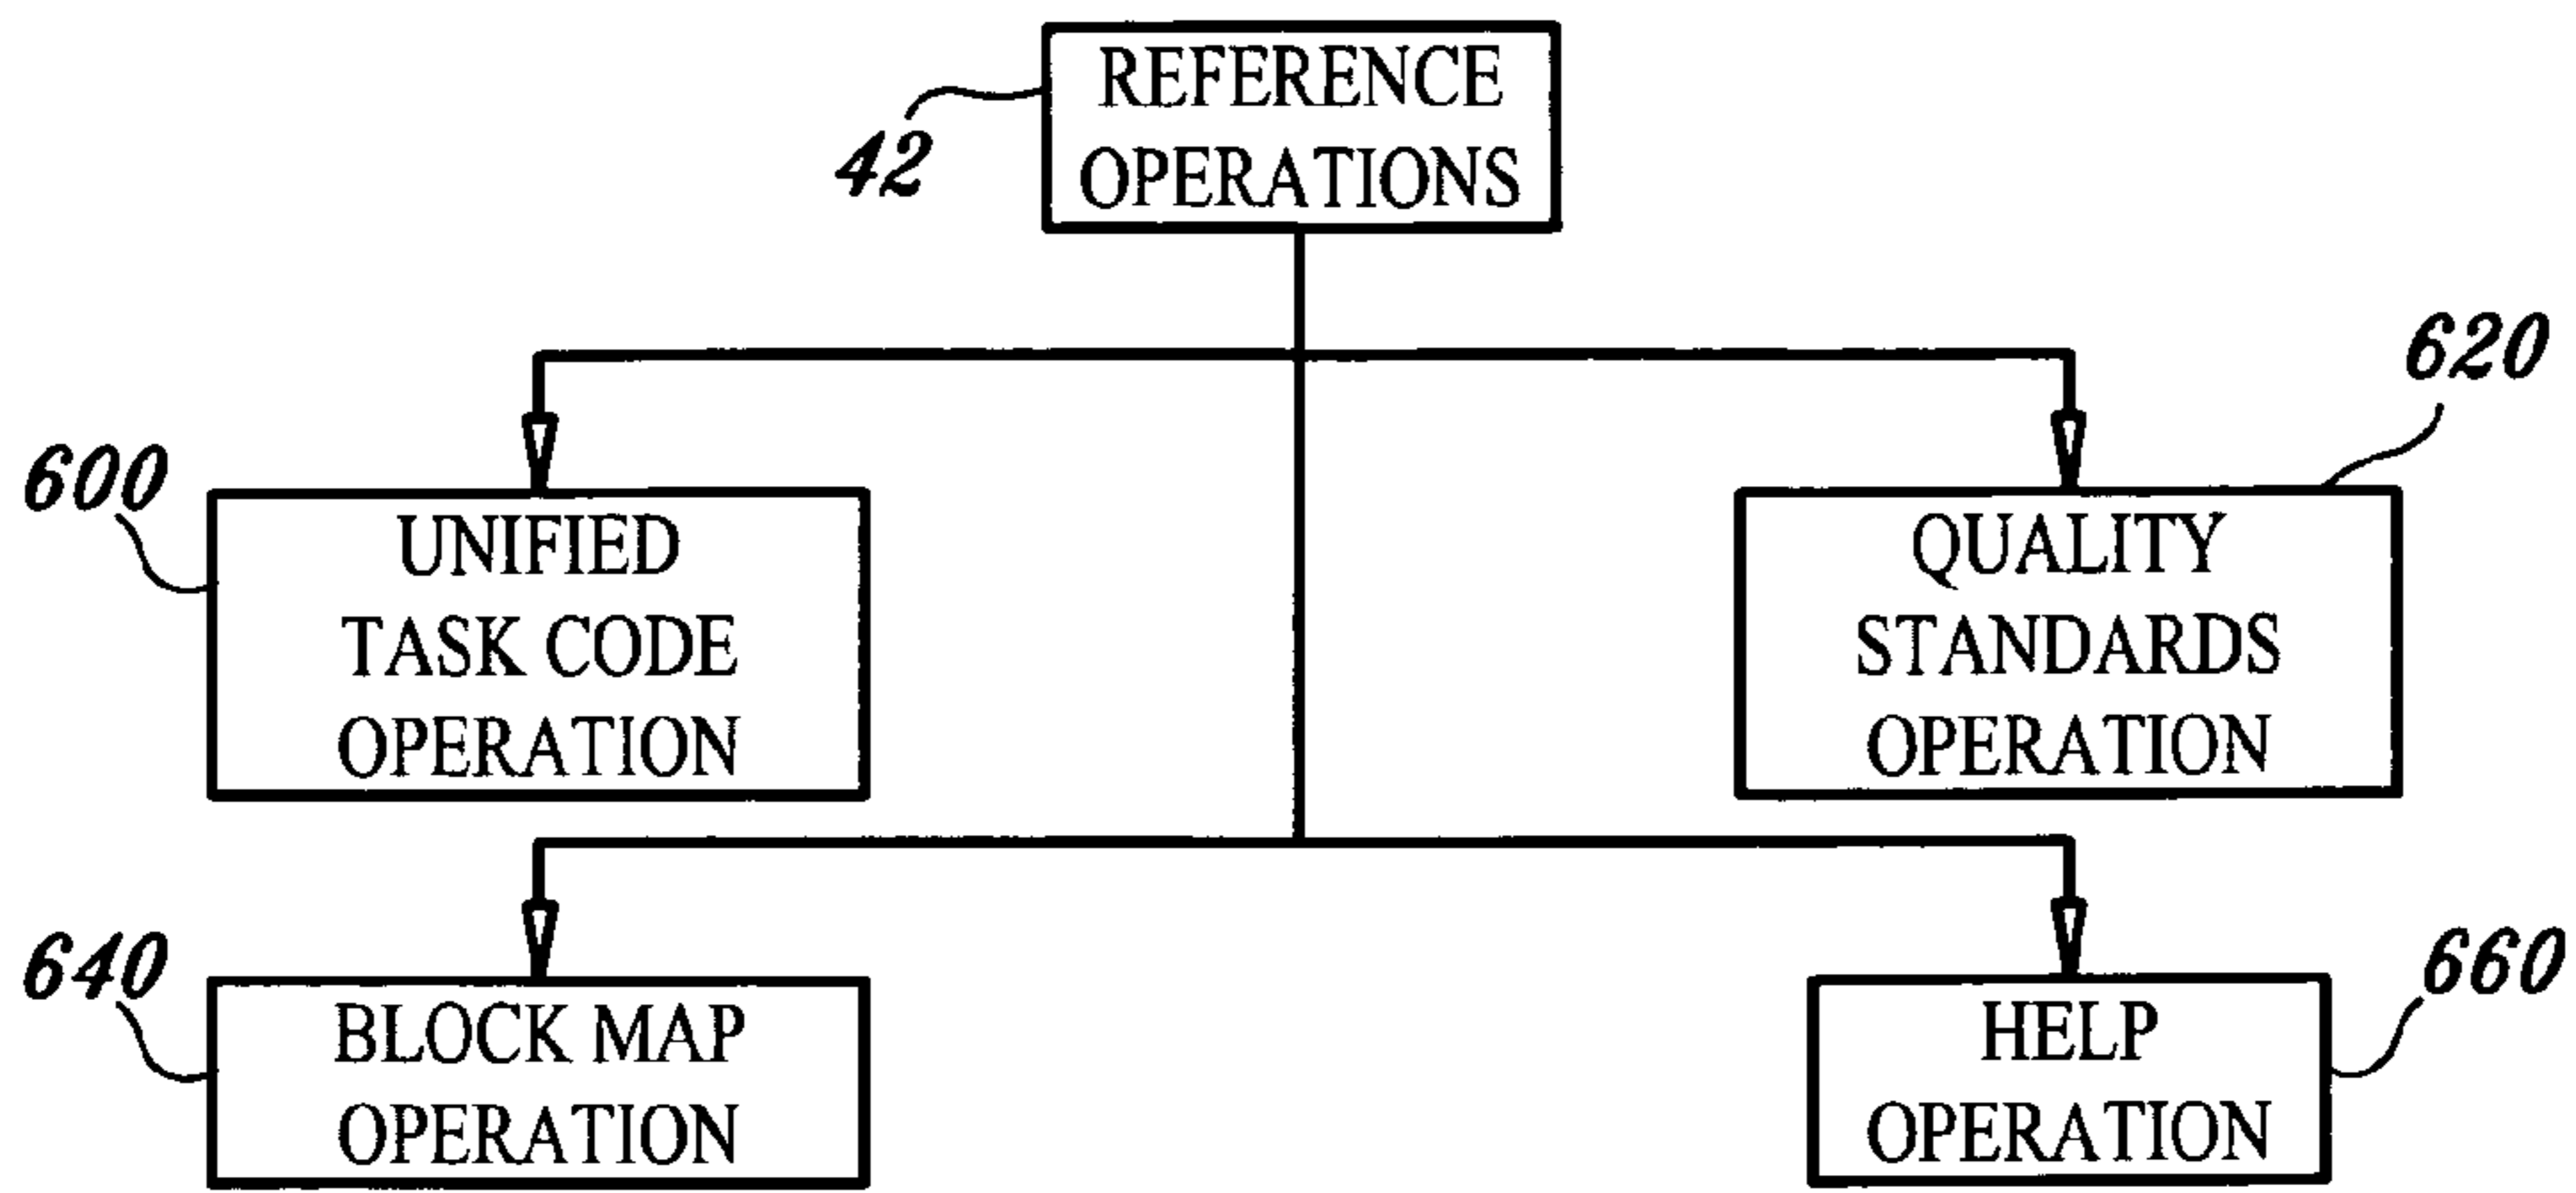 REFERENCE
OPERATIONS
42
620
600
UNIFIED
TASK CODE
OPERATION
QUALITY
STANDARDS
OPERATION
640
BLOCK MAP
OPERATION
660
HELP
OPERATION